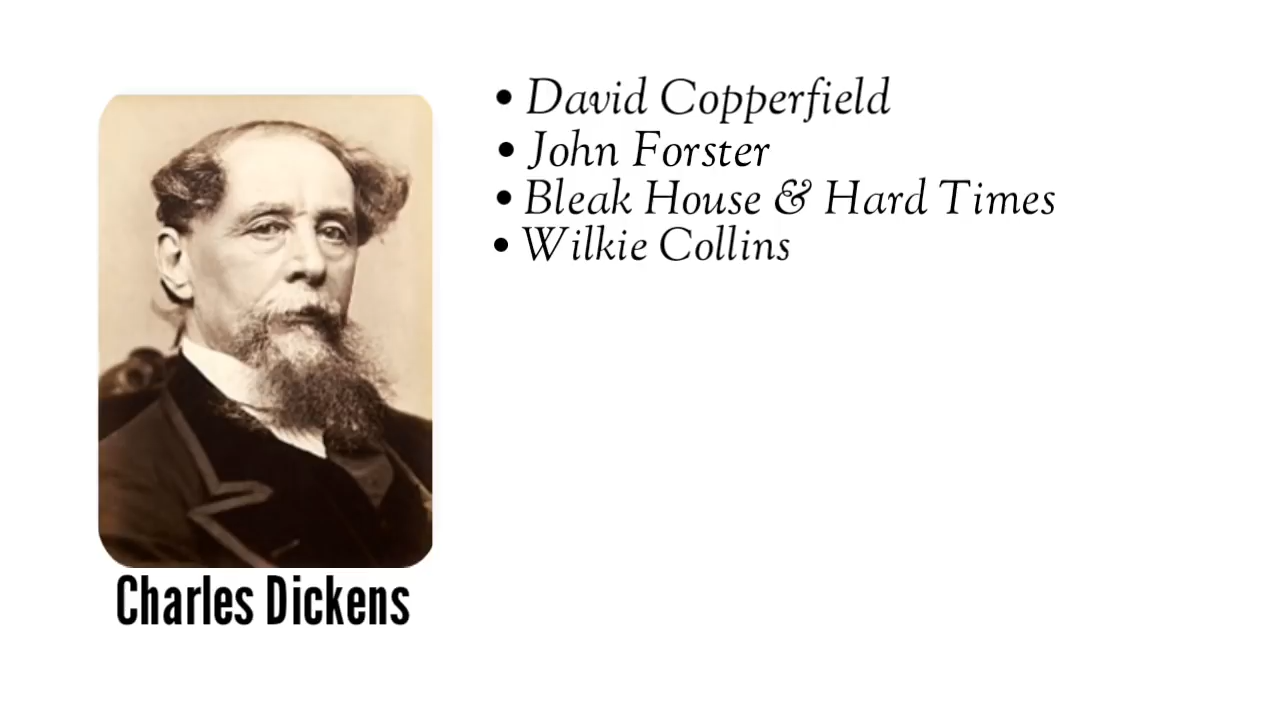 • David Copperfield
• John Forster
• Bleak House & Hard Times
• Wilkie Collins
Charles Dickens